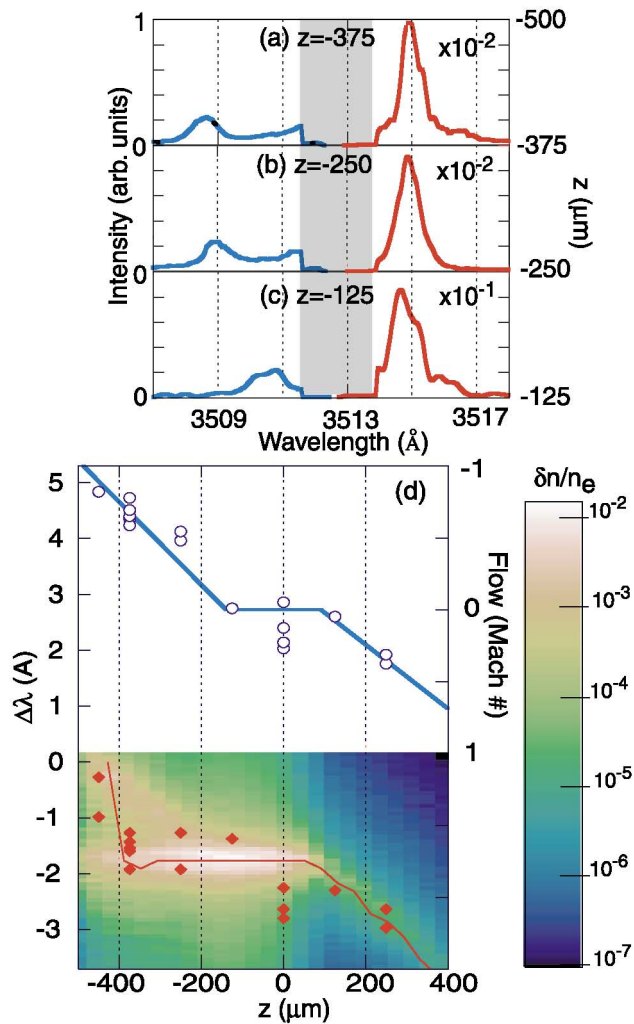 1
(a) z=-375
x10-2
-500
0
-375
(b) z=-250
x10-2
0
-250
(c) z=-125
x10-1
0
-125
Intensity (arb. units)
z (μm)
3509
3513
3517
Wavelength (Å)
5
4
3
2
1
0
-1
-2
-3
Δλ (A)
(d)
-1
0
1
Flow (Mach #)
-400
-200
0
200
400
z (μm)
δn/ne
10-2
10-3
10-4
10-5
10-6
10-7